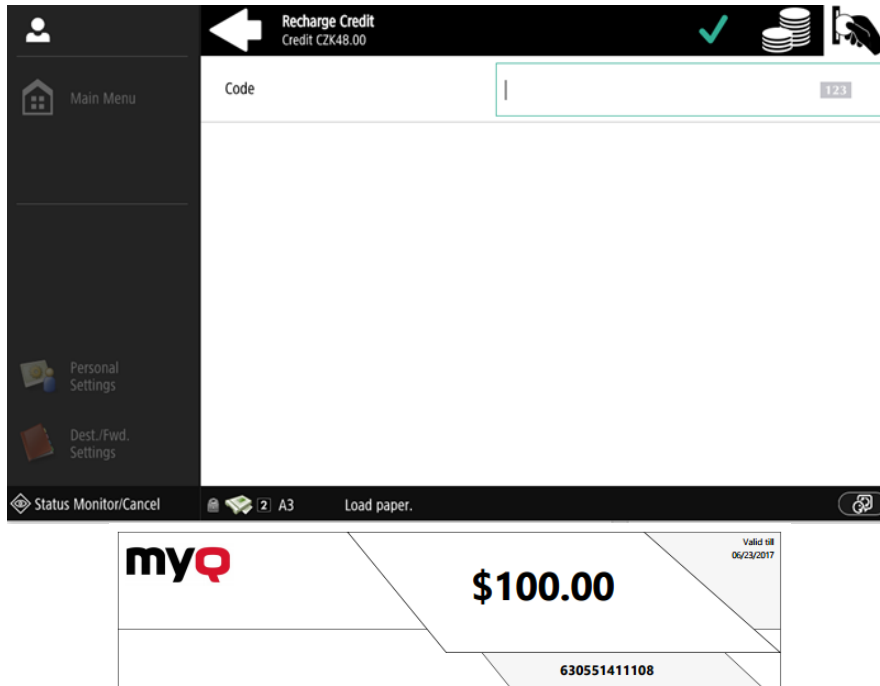 Recharge Credit
Credit CZK48.00
Main Menu
Code
123
Personal
Settings
Dest./Fwd.
Settings
Status Monitor/Cancel
2 A3 Load paper.
myQ
$100.00
Valid till
06/23/2017
630551411108